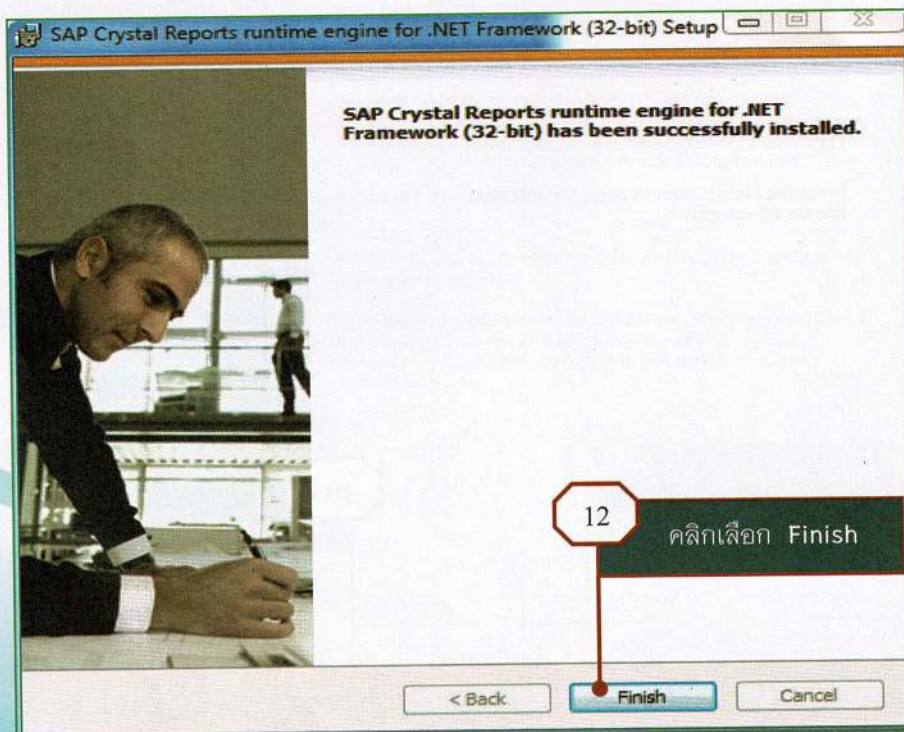 SAP Crystal Reports runtime engine for .NET Framework (32-bit) Setup
SAP Crystal Reports runtime engine for .NET
Framework (32-bit) has been successfully installed.
12
คลิกเลือก Finish
< Back
Finish
Cancel